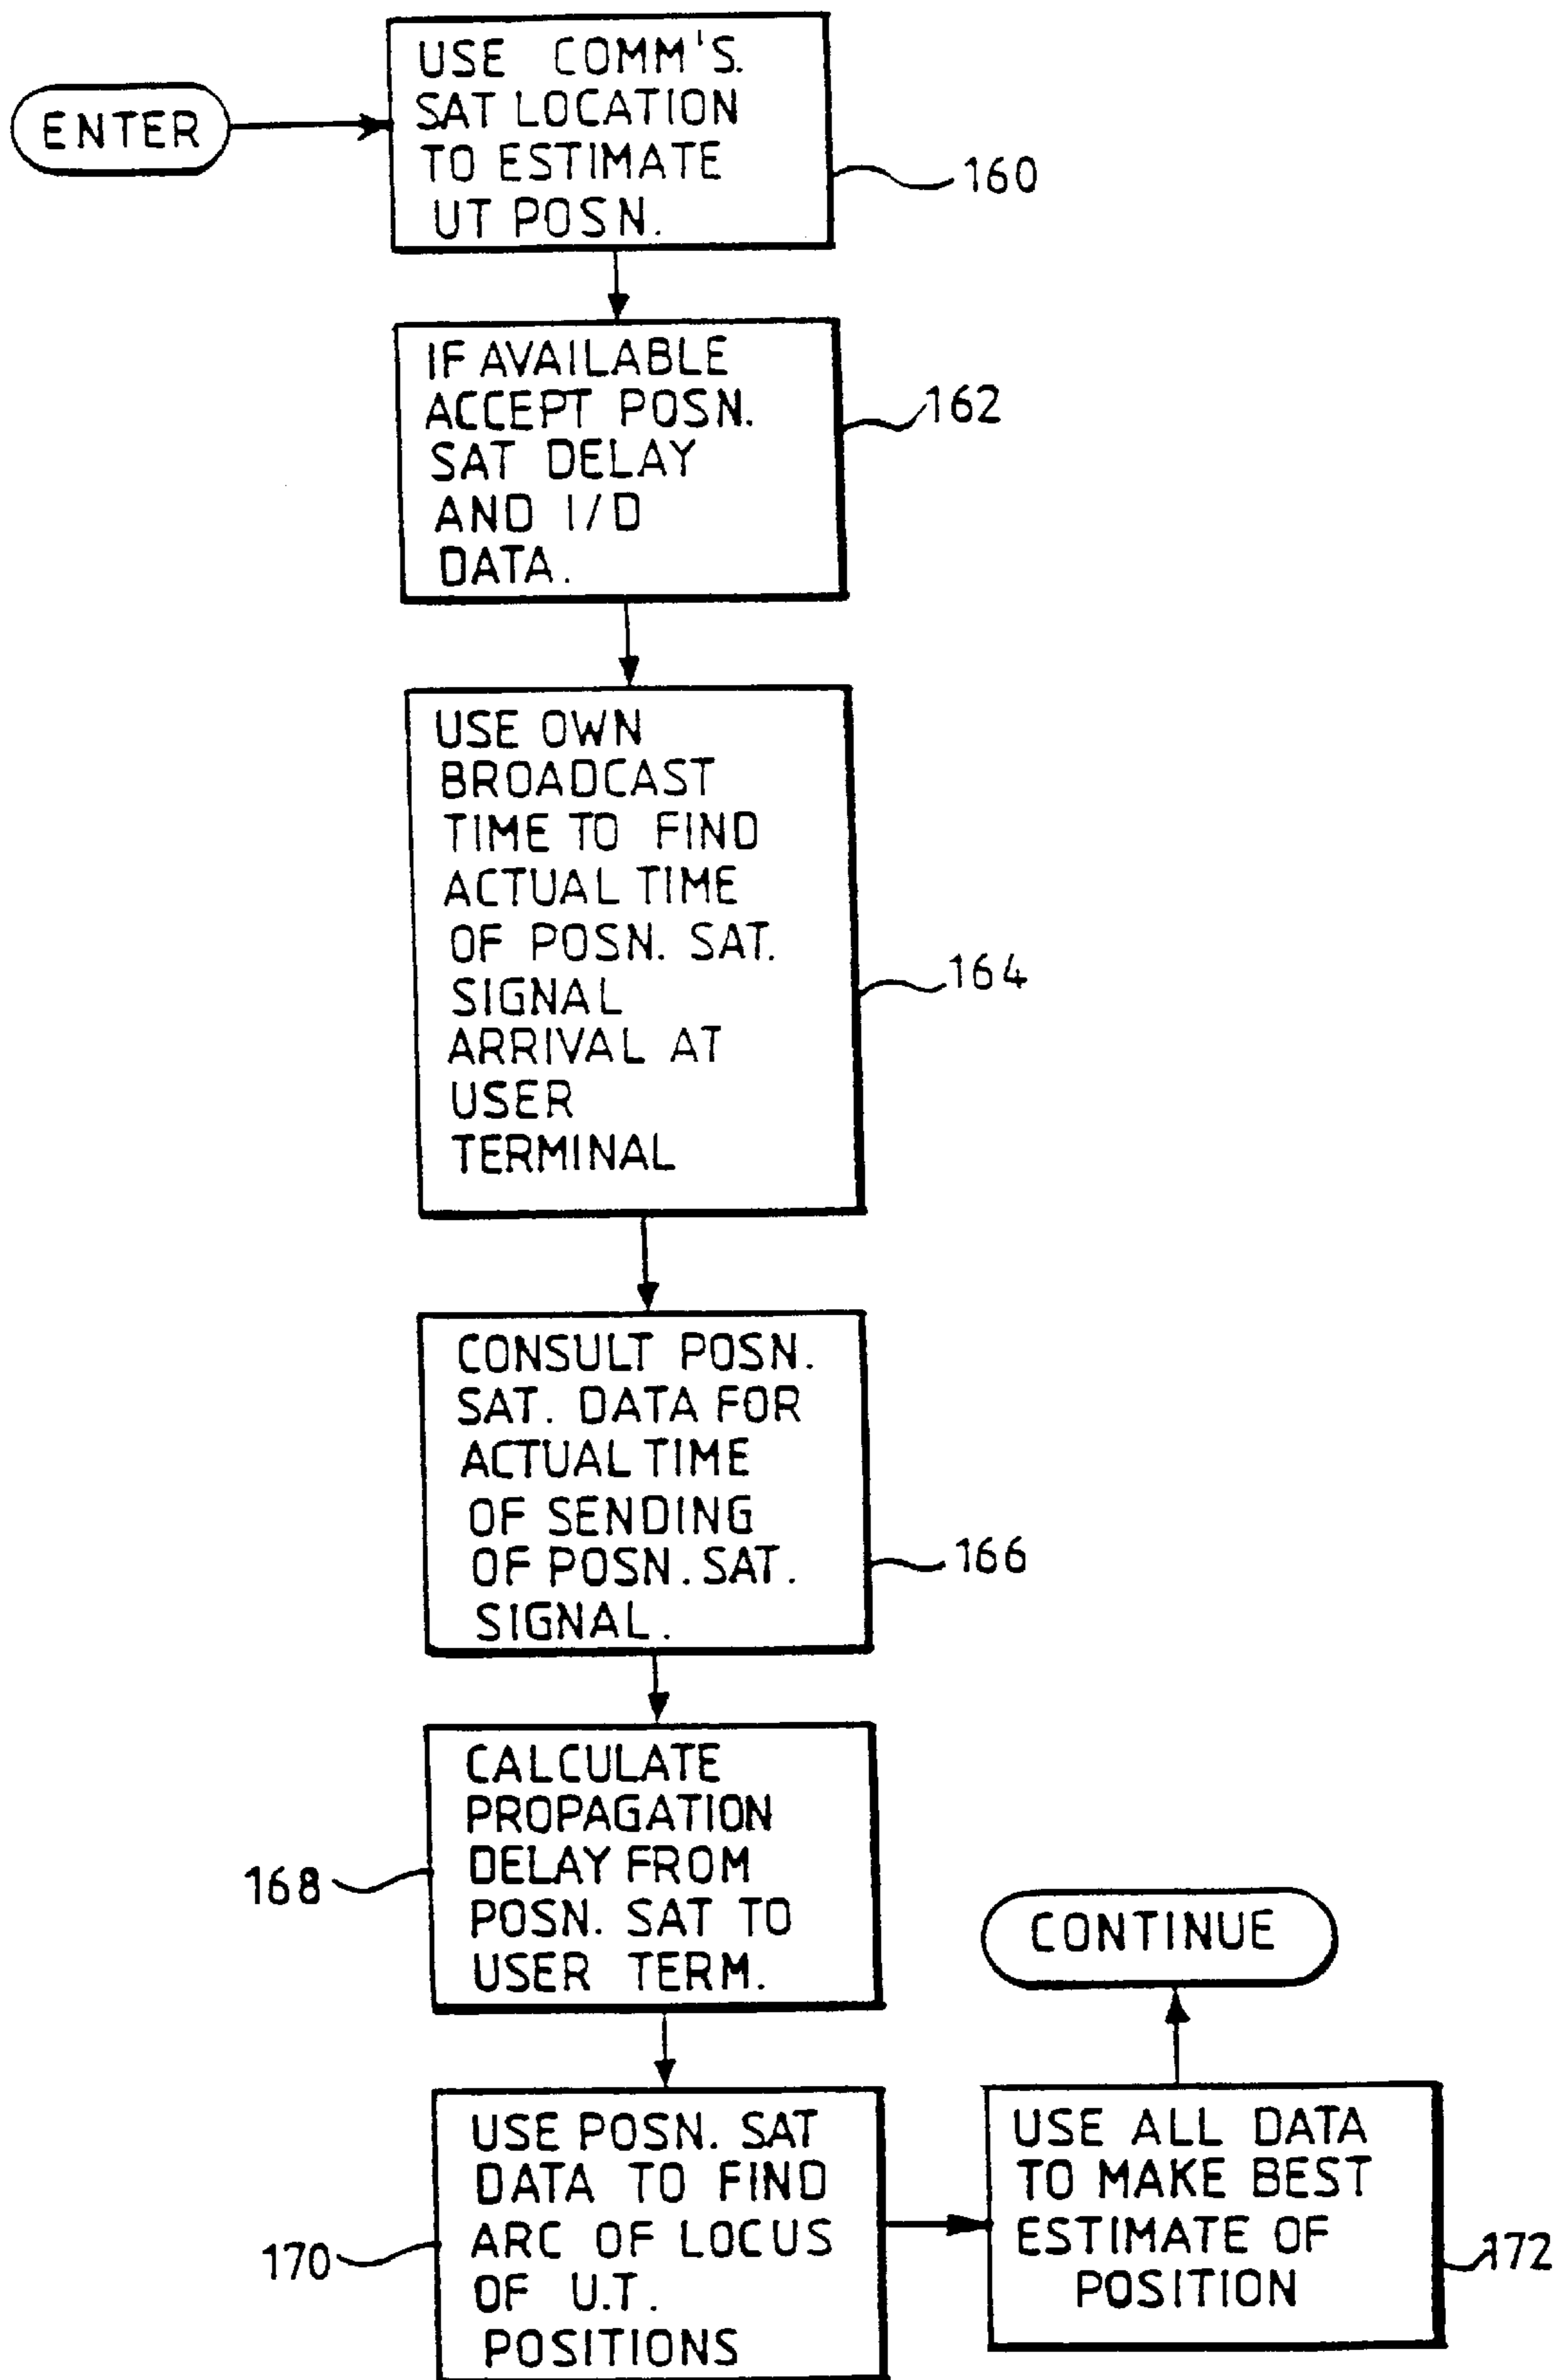 ENTER
USE COMM'S.
SAT LOCATION
TO ESTIMATE
UT POSN.
160
IF AVAILABLE
ACCEPT POSN.
SAT DELAY
AND I/D
DATA.
162
USE OWN
BROADCAST
TIME TO FIND
ACTUAL TIME
OF POSN. SAT.
SIGNAL
ARRIVAL AT
USER
TERMINAL
164
CONSULT POSN.
SAT. DATA FOR
ACTUAL TIME
OF SENDING
OF POSN. SAT.
SIGNAL.
166
CALCULATE
PROPAGATION
DELAY FROM
POSN. SAT TO
USER TERM.
168
USE POSN. SAT
DATA TO FIND
ARC OF LOCUS
OF U.T.
POSITIONS
170
USE ALL DATA
TO MAKE BEST
ESTIMATE OF
POSITION
172
CONTINUE